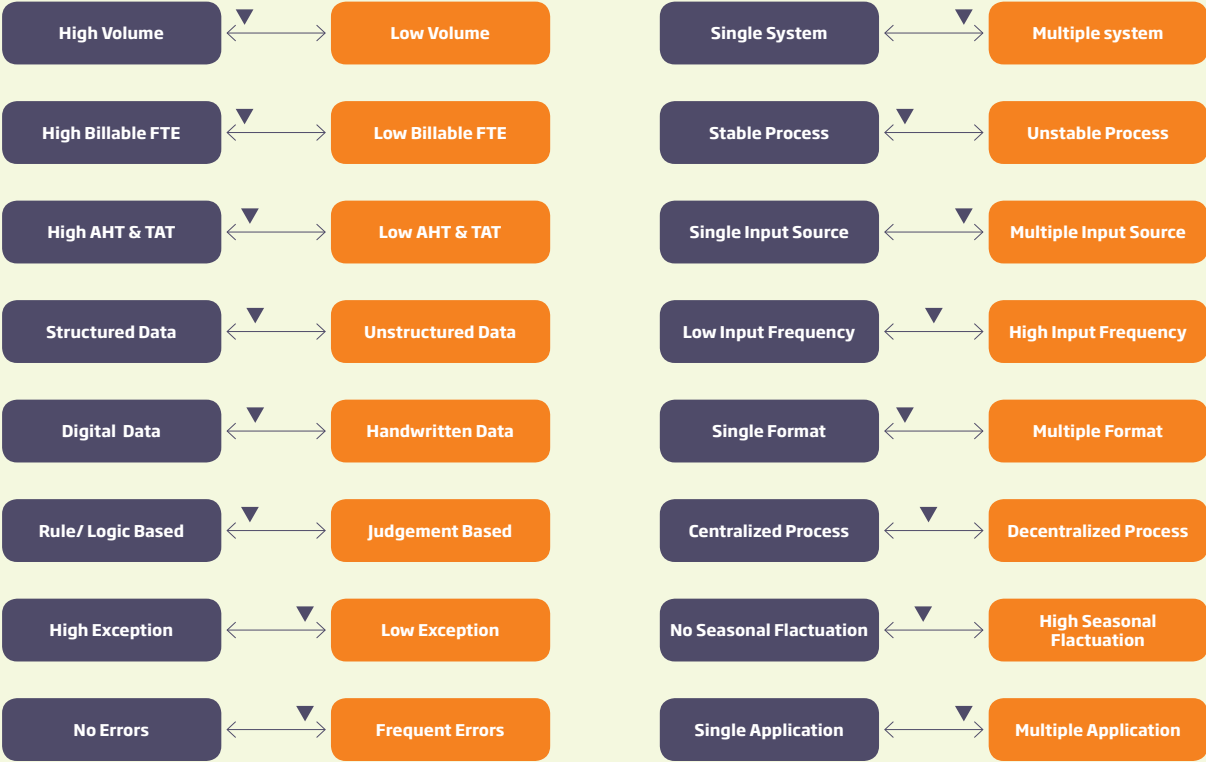 High Volume
Low Volume
High Billable FTE
Low Billable FTE
High AHT & TAT
Low AHT & TAT
Structured Data
Unstructured Data
Digital  Data
Handwritten Data
Rule/ Logic Based
Judgement Based
High Exception
Low Exception
No Errors
Frequent Errors
Single System
Multiple system
Stable Process
Unstable Process
Single Input Source
Multiple Input Source
Low Input Frequency
High Input Frequency
Single Format
Multiple Format
Centralized Process
Decentralized Process
No Seasonal Flactuation
High Seasonal
Flactuation
Single Application
Multiple Application